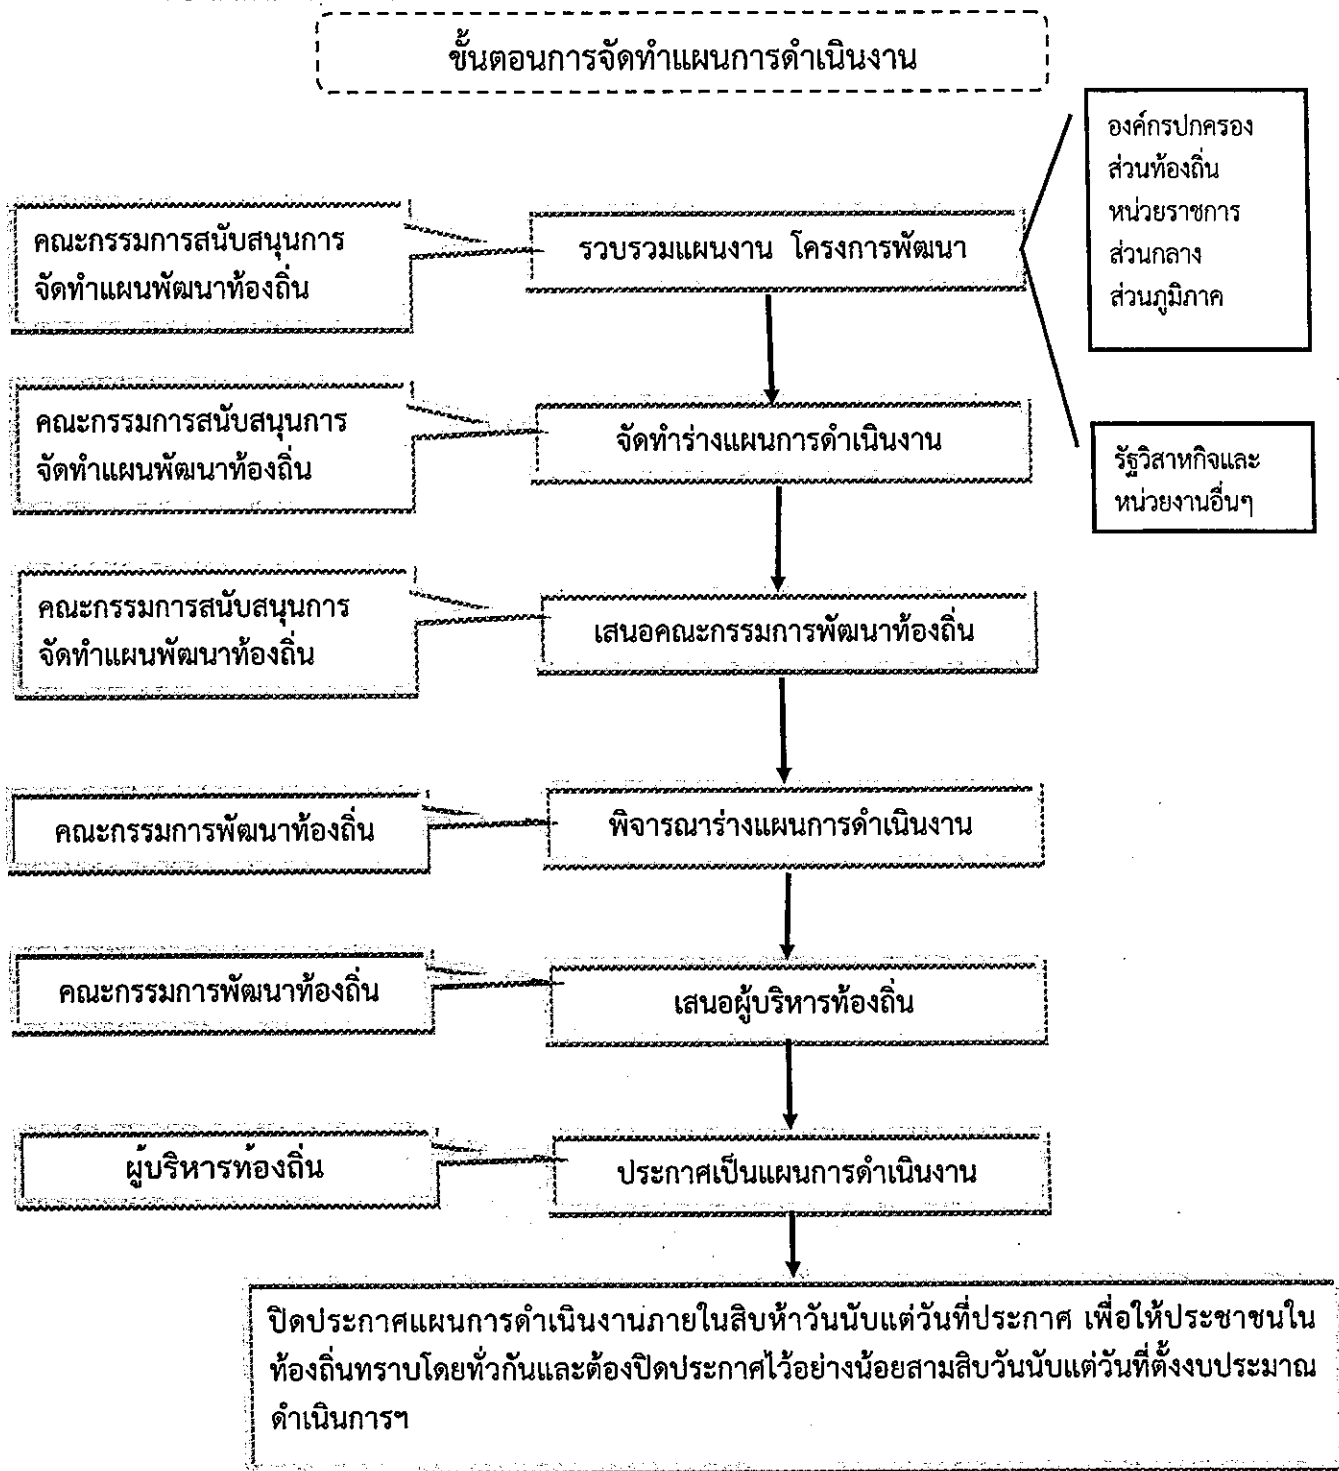 ขั้นตอนการจัดทำแผนการดำเนินงาน
องค์กรปกครอง
ส่วนท้องถิ่น
หน่วยราชการ
ส่วนกลาง
ส่วนภูมิภาค
คณะกรรมการสนับสนุนการ
จัดทำแผนพัฒนาท้องถิ่น
รวบรวมแผนงาน โครงการพัฒนา
คณะกรรมการสนับสนุนการ
จัดทำแผนพัฒนาท้องถิ่น
จัดทำร่างแผนการดำเนินงาน
รัฐวิสาหกิจและ
หน่วยงานอื่นๆ
คณะกรรมการสนับสนุนการ
จัดทำแผนพัฒนาท้องถิ่น
เสนอคณะกรรมการพัฒนาท้องถิ่น
คณะกรรมการพัฒนาท้องถิ่น
พิจารณาร่างแผนการดำเนินงาน
คณะกรรมการพัฒนาท้องถิ่น
เสนอผู้บริหารท้องถิ่น
ผู้บริหารท้องถิ่น
ประกาศเป็นแผนการดำเนินงาน
ปิดประกาศแผนการดำเนินงานภายในสิบห้าวันนับแต่วันที่ประกาศ เพื่อให้ประชาชนใน
ท้องถิ่นทราบโดยทั่วกันและต้องปิดประกาศไว้อย่างน้อยสามสิบวันนับแต่วันที่ตั้งงบประมาณ
ดำเนินการฯ